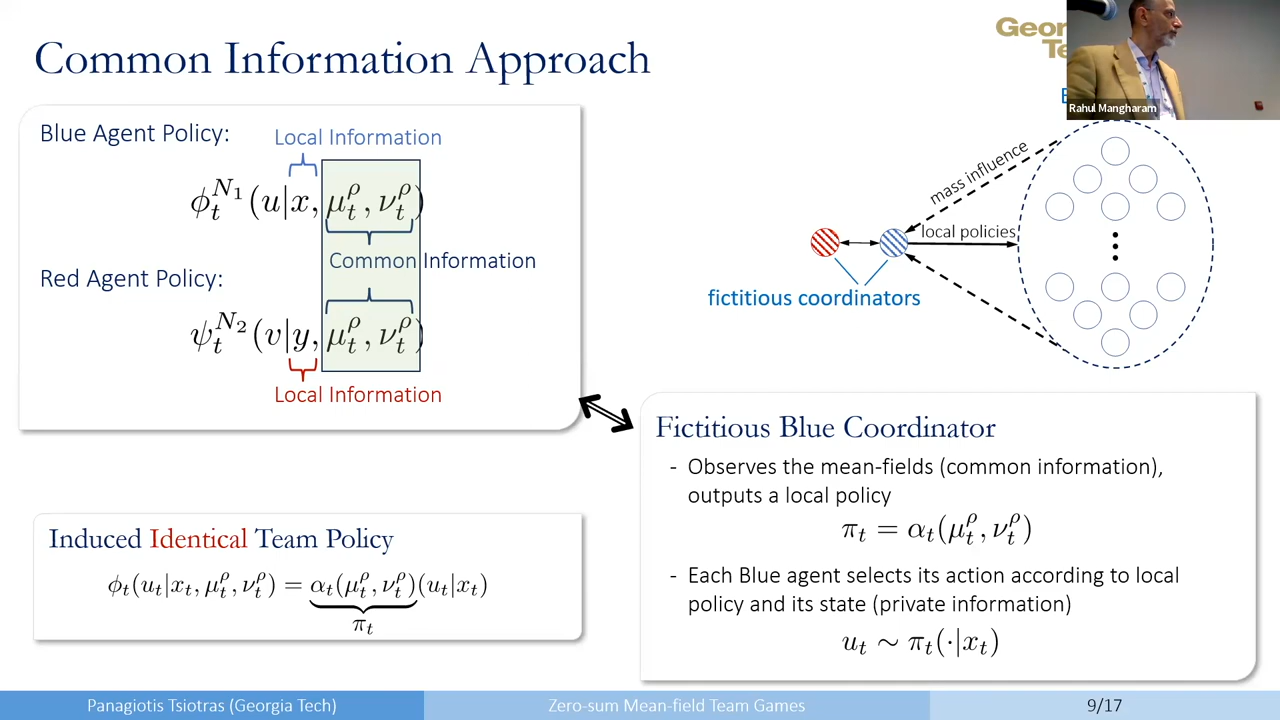 Common Information Approach
Geor
Te
Rahul Mangharam
Blue Agent Policy:
Local Information
ϕ_t^{N_1}(u|x, μ_t^ρ, ν_t^ρ)
Common Information
Red Agent Policy:
ψ_t^{N_2}(v|y, μ_t^ρ, ν_t^ρ)
Local Information
mass influence
local policies
fictitious coordinators
Induced Identical Team Policy
ϕ_t(u_t|x_t, μ_t^ρ, ν_t^ρ) = α_t(μ_t^ρ, ν_t^ρ)(u_t|x_t)
π_t
Fictitious Blue Coordinator
- Observes the mean-fields (common information),
outputs a local policy
π_t = α_t(μ_t^ρ, ν_t^ρ)
- Each Blue agent selects its action according to local
policy and its state (private information)
u_t ∼ π_t(·|x_t)
Panagiotis Tsiotras (Georgia Tech)
Zero-sum Mean-field Team Games
9/17